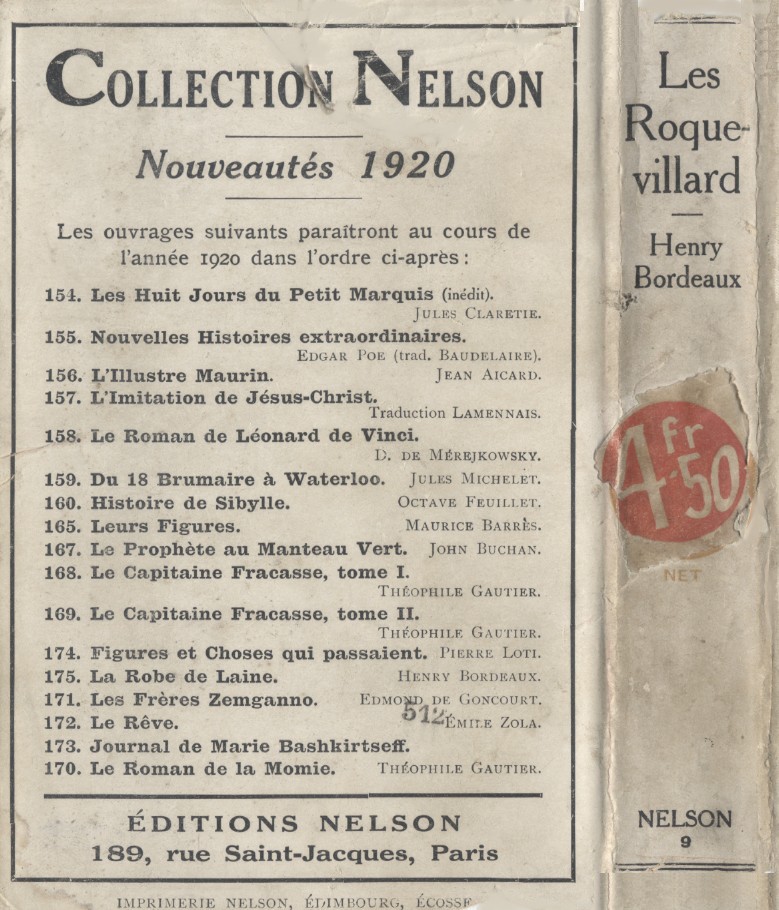 COLLECTION NELSON
Nouveautés 1920
Les ouvrages suivants paraîtront au cours de
l'année 1920 dans l'ordre ci-après :
154. Les Huit Jours du Petit Marquis (inédit).
JULES CLARETIE.
155. Nouvelles Histoires extraordinaires.
EDGAR POE (trad. BAUDELAIRE).
156. L'Illustre Maurin. JEAN AICARD.
157. L'Imitation de Jésus-Christ.
Traduction LAMENNAIS.
158. Le Roman de Léonard de Vinci.
D. DE MÉREJKOWSKY.
159. Du 18 Brumaire à Waterloo. JULES MICHELET.
160. Histoire de Sibylle. OCTAVE FEUILLET.
165. Leurs Figures. MAURICE BARRÈS.
167. Le Prophète au Manteau Vert. JOHN BUCHAN.
168. Le Capitaine Fracasse, tome I.
THÉOPHILE GAUTIER.
169. Le Capitaine Fracasse, tome II.
THÉOPHILE GAUTIER.
174. Figures et Choses qui passaient. PIERRE LOTI.
175. La Robe de Laine. HENRY BORDEAUX.
171. Les Frères Zemganno. EDMOND DE GONCOURT.
512
172. Le Rêve. ÉMILE ZOLA.
173. Journal de Marie Bashkirtseff.
170. Le Roman de la Momie. THÉOPHILE GAUTIER.
ÉDITIONS NELSON
189, rue Saint-Jacques, Paris
IMPRIMERIE NELSON, ÉDIMBOURG, ÉCOSSE
Les
Roque-
villard
Henry
Bordeaux
4fr.50
NET
NELSON
9